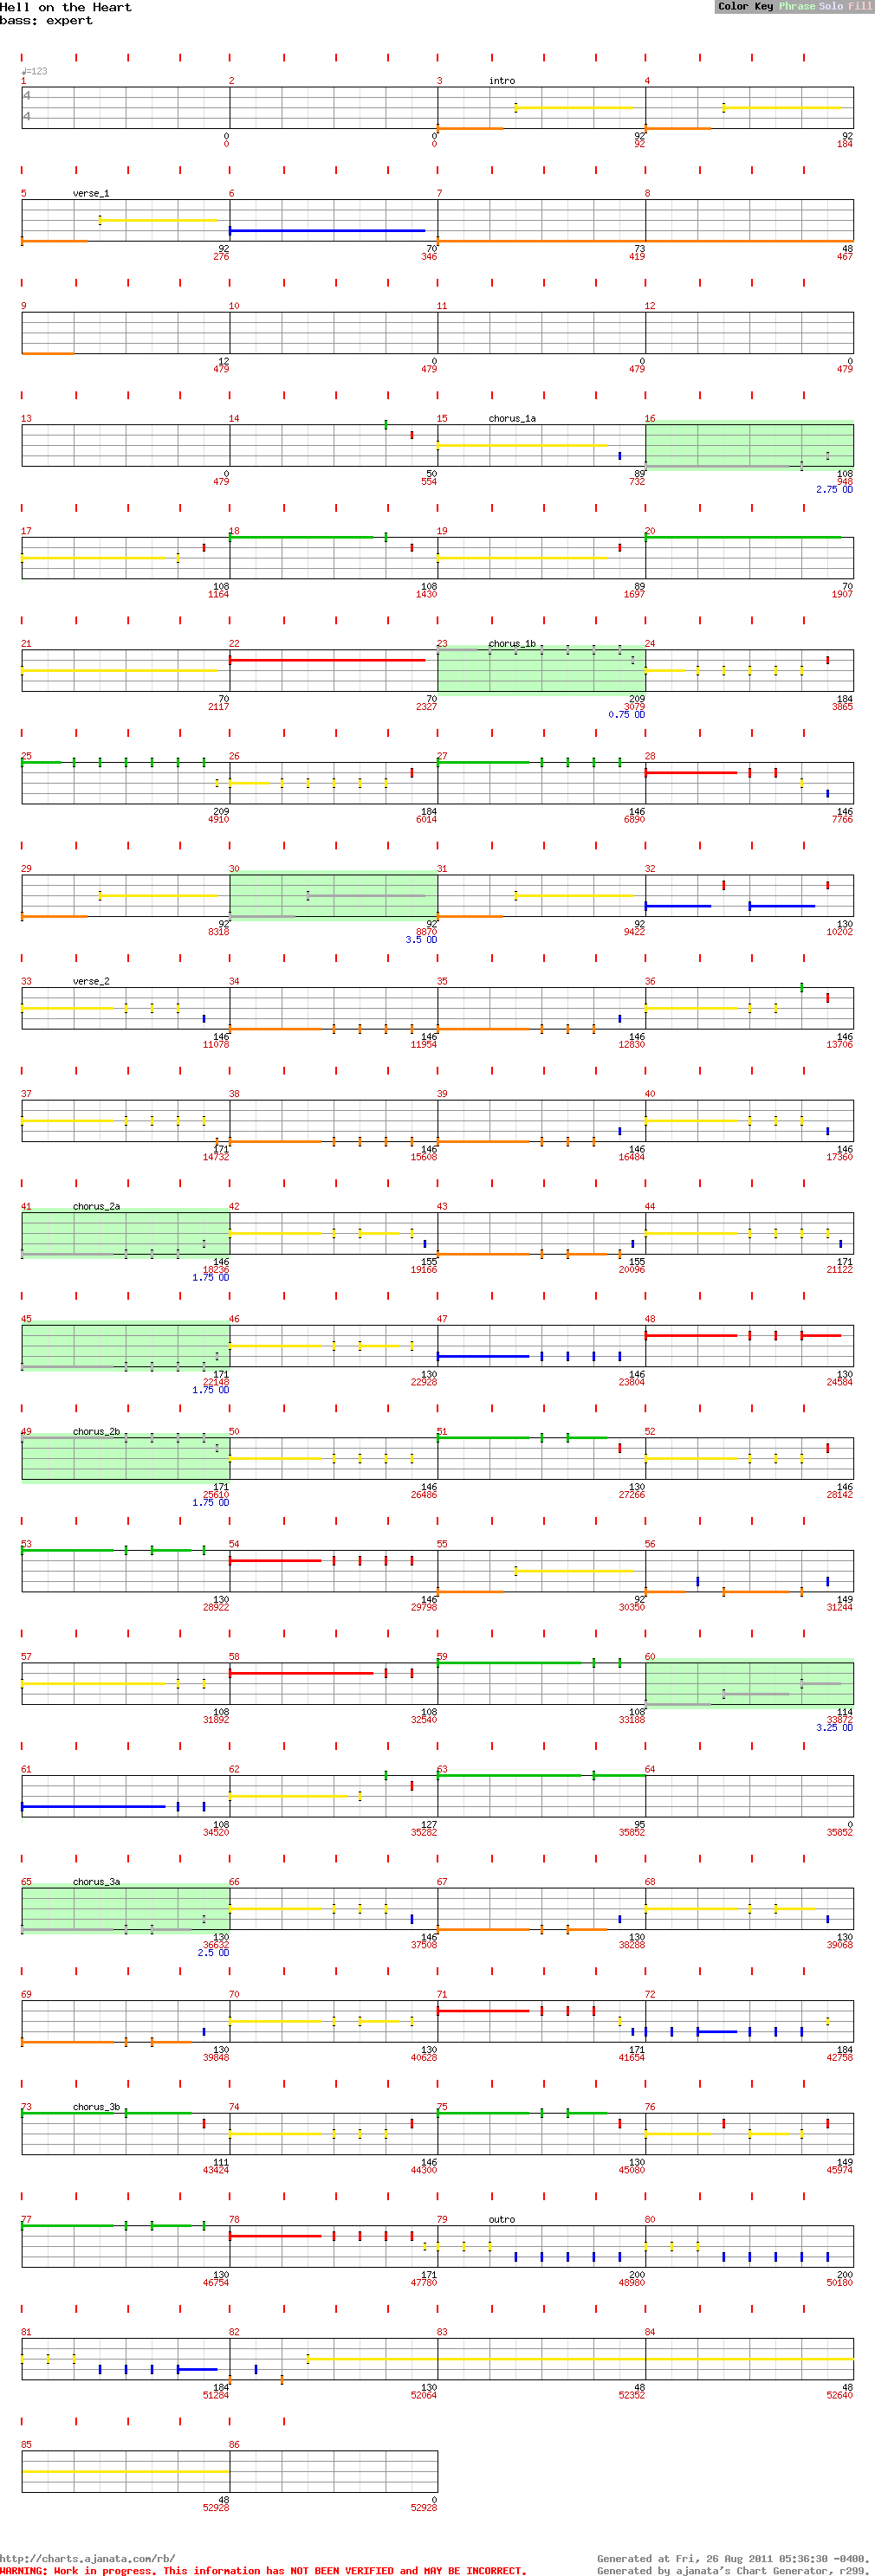 Hell on the Heart
bass: expert
Color Key Phrase Solo Fill
♩=123
1 2 3 intro 4
4
4
0 0 92 92
0 0 92 184
5 verse_1 6 7 8
92 70 73 48
276 346 419 467
9 10 11 12
12 0 0 0
479 479 479 479
13 14 15 chorus_1a 16
0 50 89 108
479 554 732 948
2.75 OD
17 18 19 20
108 108 89 70
1164 1430 1697 1907
21 22 23 chorus_1b 24
70 70 209 184
2117 2327 3079 3865
0.75 OD
25 26 27 28
209 184 146 146
4910 6014 6890 7766
29 30 31 32
92 92 92 130
8318 8870 9422 10202
3.5 OD
33 verse_2 34 35 36
146 146 146 146
11078 11954 12830 13706
37 38 39 40
171 146 146 146
14732 15608 16484 17360
41 chorus_2a 42 43 44
146 155 155 171
18236 19166 20096 21122
1.75 OD
45 46 47 48
171 130 146 130
22148 22928 23804 24584
1.75 OD
49 chorus_2b 50 51 52
171 146 130 146
25610 26486 27266 28142
1.75 OD
53 54 55 56
130 146 92 149
28922 29798 30350 31244
57 58 59 60
108 108 108 114
31892 32540 33188 33872
3.25 OD
61 62 63 64
108 127 95 0
34520 35282 35852 35852
65 chorus_3a 66 67 68
130 146 130 130
36632 37508 38288 39068
2.5 OD
69 70 71 72
130 130 171 184
39848 40628 41654 42758
73 chorus_3b 74 75 76
111 146 130 149
43424 44300 45080 45974
77 78 79 outro 80
130 171 200 200
46754 47780 48980 50180
81 82 83 84
184 130 48 48
51284 52064 52352 52640
85 86
48 0
52928 52928
http://charts.ajanata.com/rb/ Generated at Fri, 26 Aug 2011 05:36:30 -0400.
WARNING: Work in progress. This information has NOT BEEN VERIFIED and MAY BE INCORRECT. Generated by ajanata's Chart Generator, r299.